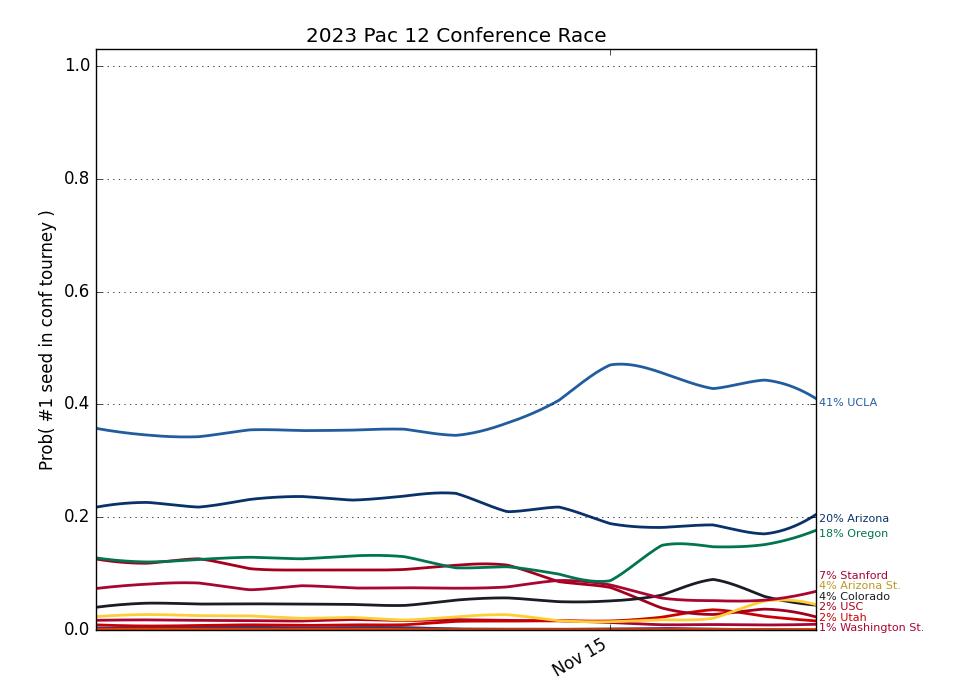 2023 Pac 12 Conference Race
Prob( #1 seed in conf tourney )
1.0
0.8
0.6
0.4
0.2
0.0
41% UCLA
20% Arizona
18% Oregon
7% Stanford
4% Arizona St.
4% Colorado
2% USC
2% Utah
1% Washington St.
Nov 15